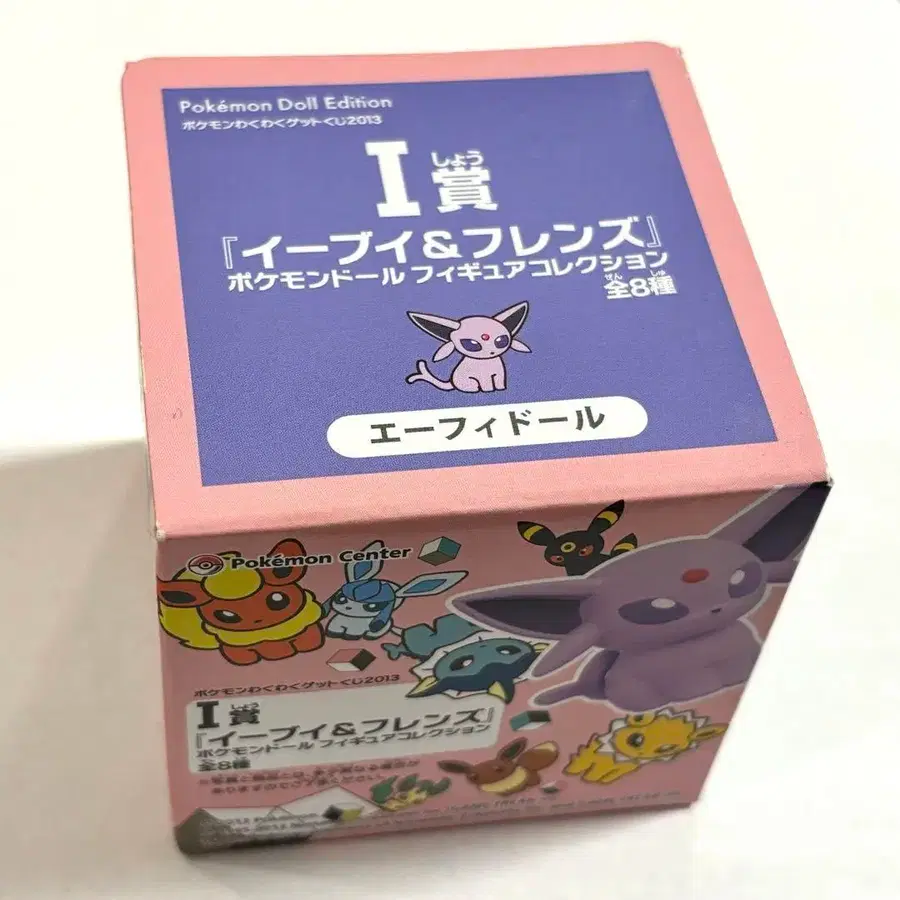 Pokémon Doll Edition
ポケモンわくわくゲットくじ2013
しょう
I賞
『イーブイ&フレンズ』
ポケモンドール フィギュアコレクション
ぜん しゅ
全8種
エーフィドール
Pokémon Center
ポケモンわくわくゲットくじ2013
しょう
I賞
『イーブイ&フレンズ』
ポケモンドール フィギュアコレクション
全8種